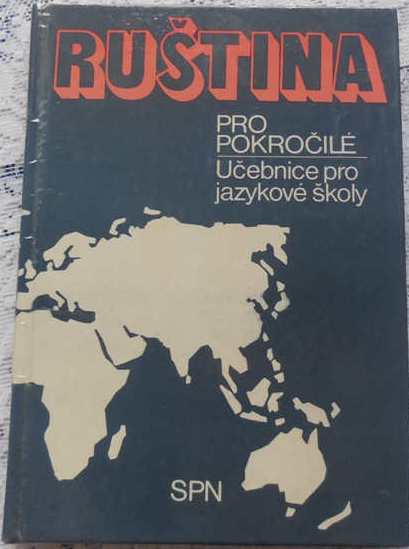 RUŠTINA
PRO
POKROČILÉ
Učebnice pro
jazykové školy
SPN